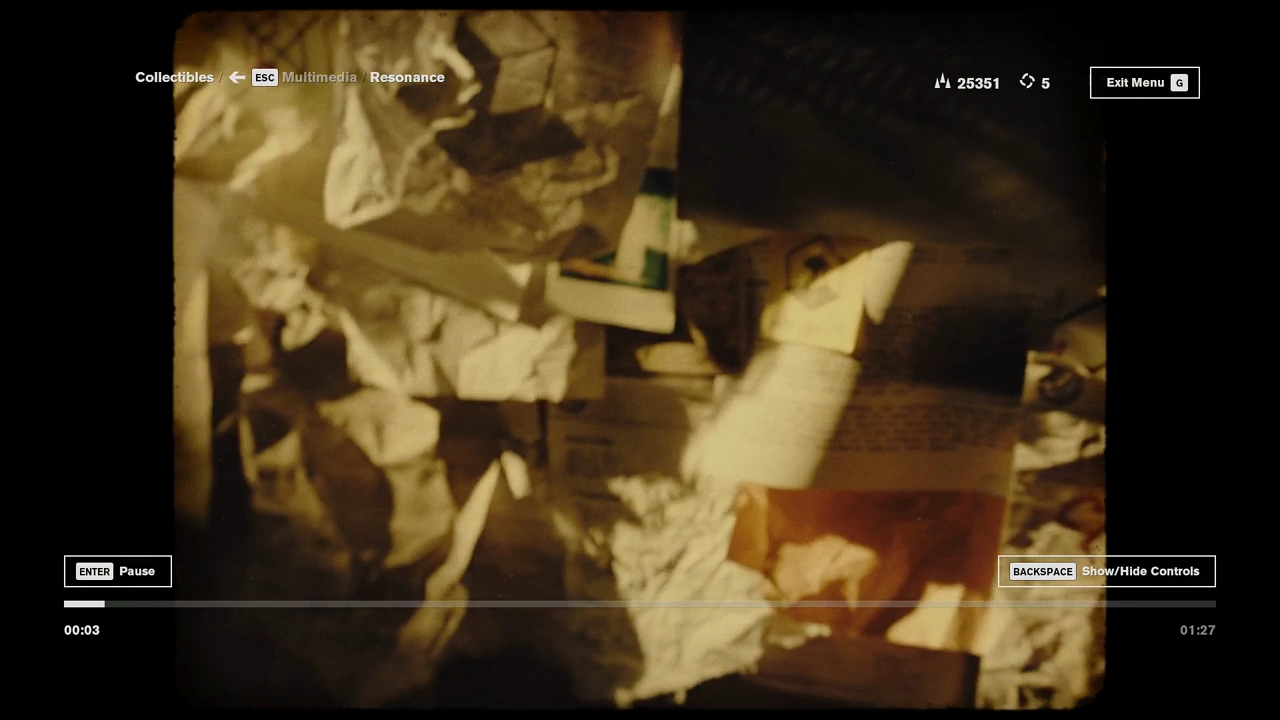 Collectibles / ← ESC Multimedia / Resonance
25351 5
Exit Menu G
ENTER Pause
BACKSPACE Show/Hide Controls
00:03
01:27